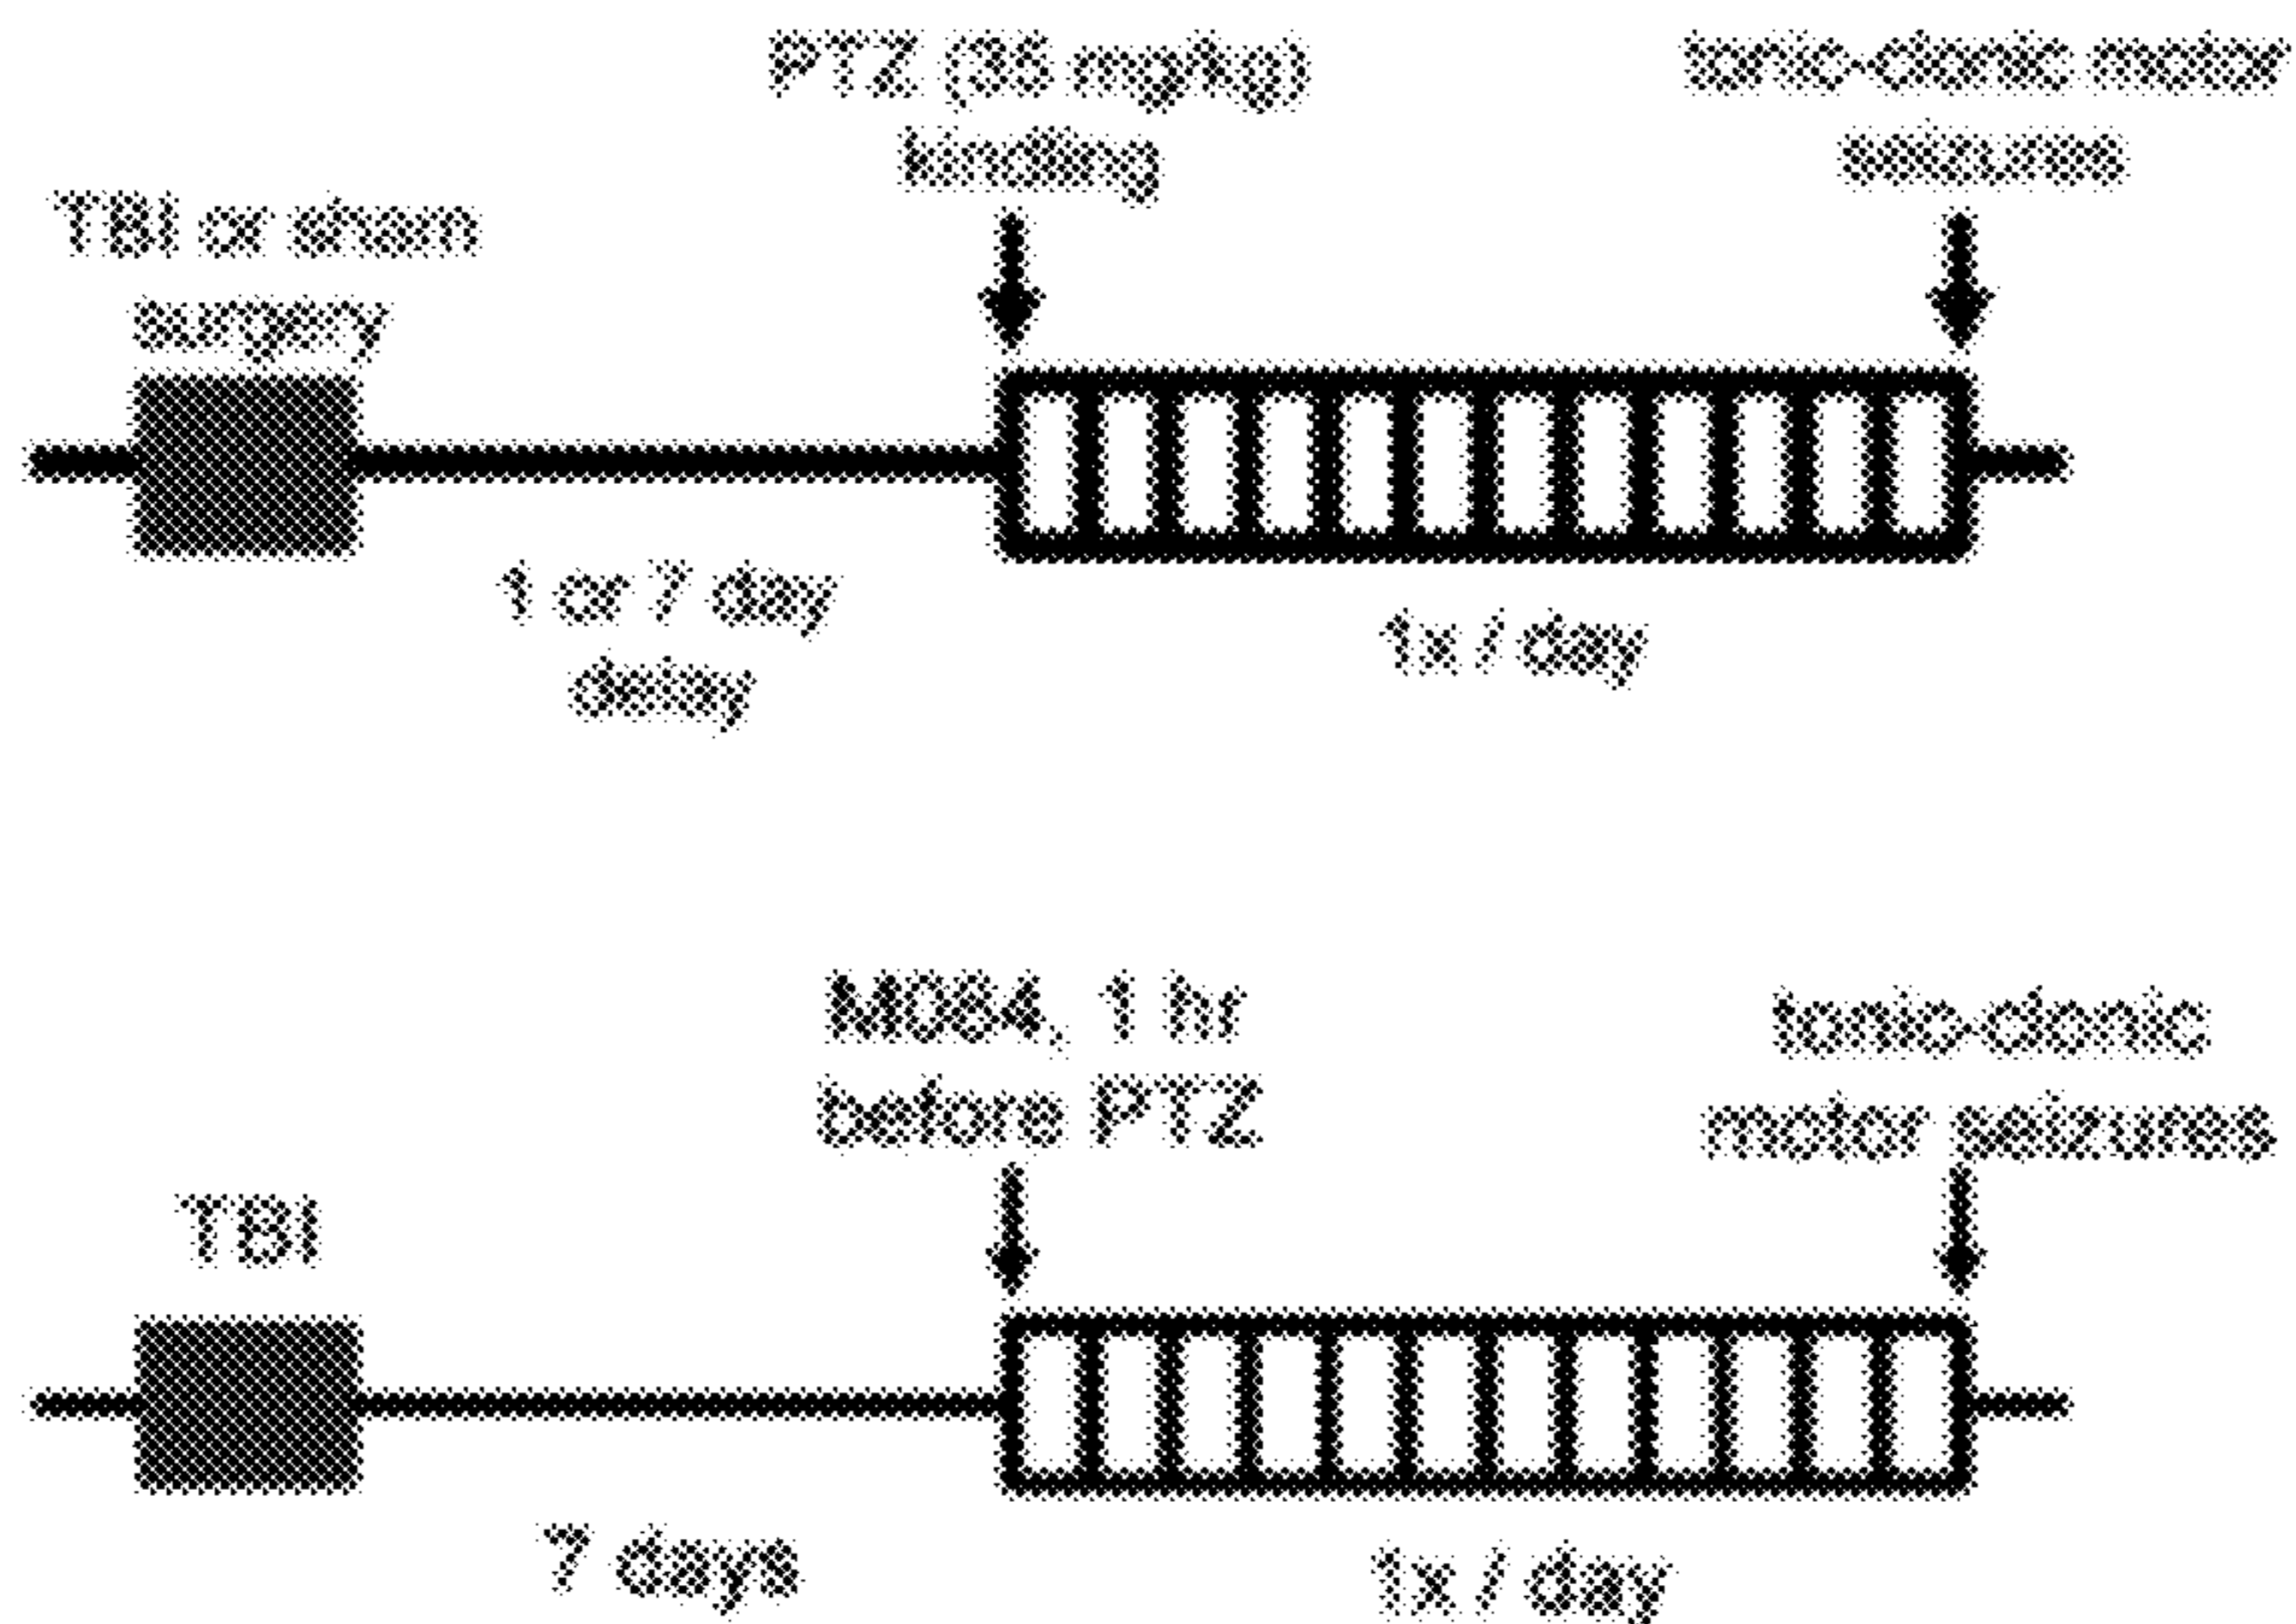 PTZ (35 mg/kg)
kindling
tonic-clonic motor
seizures
TBI or sham
surgery
1 or 7 day
delay
1x / day
M084, 1 hr
before PTZ
tonic-clonic
motor seizures
TBI
7 days
1x / day